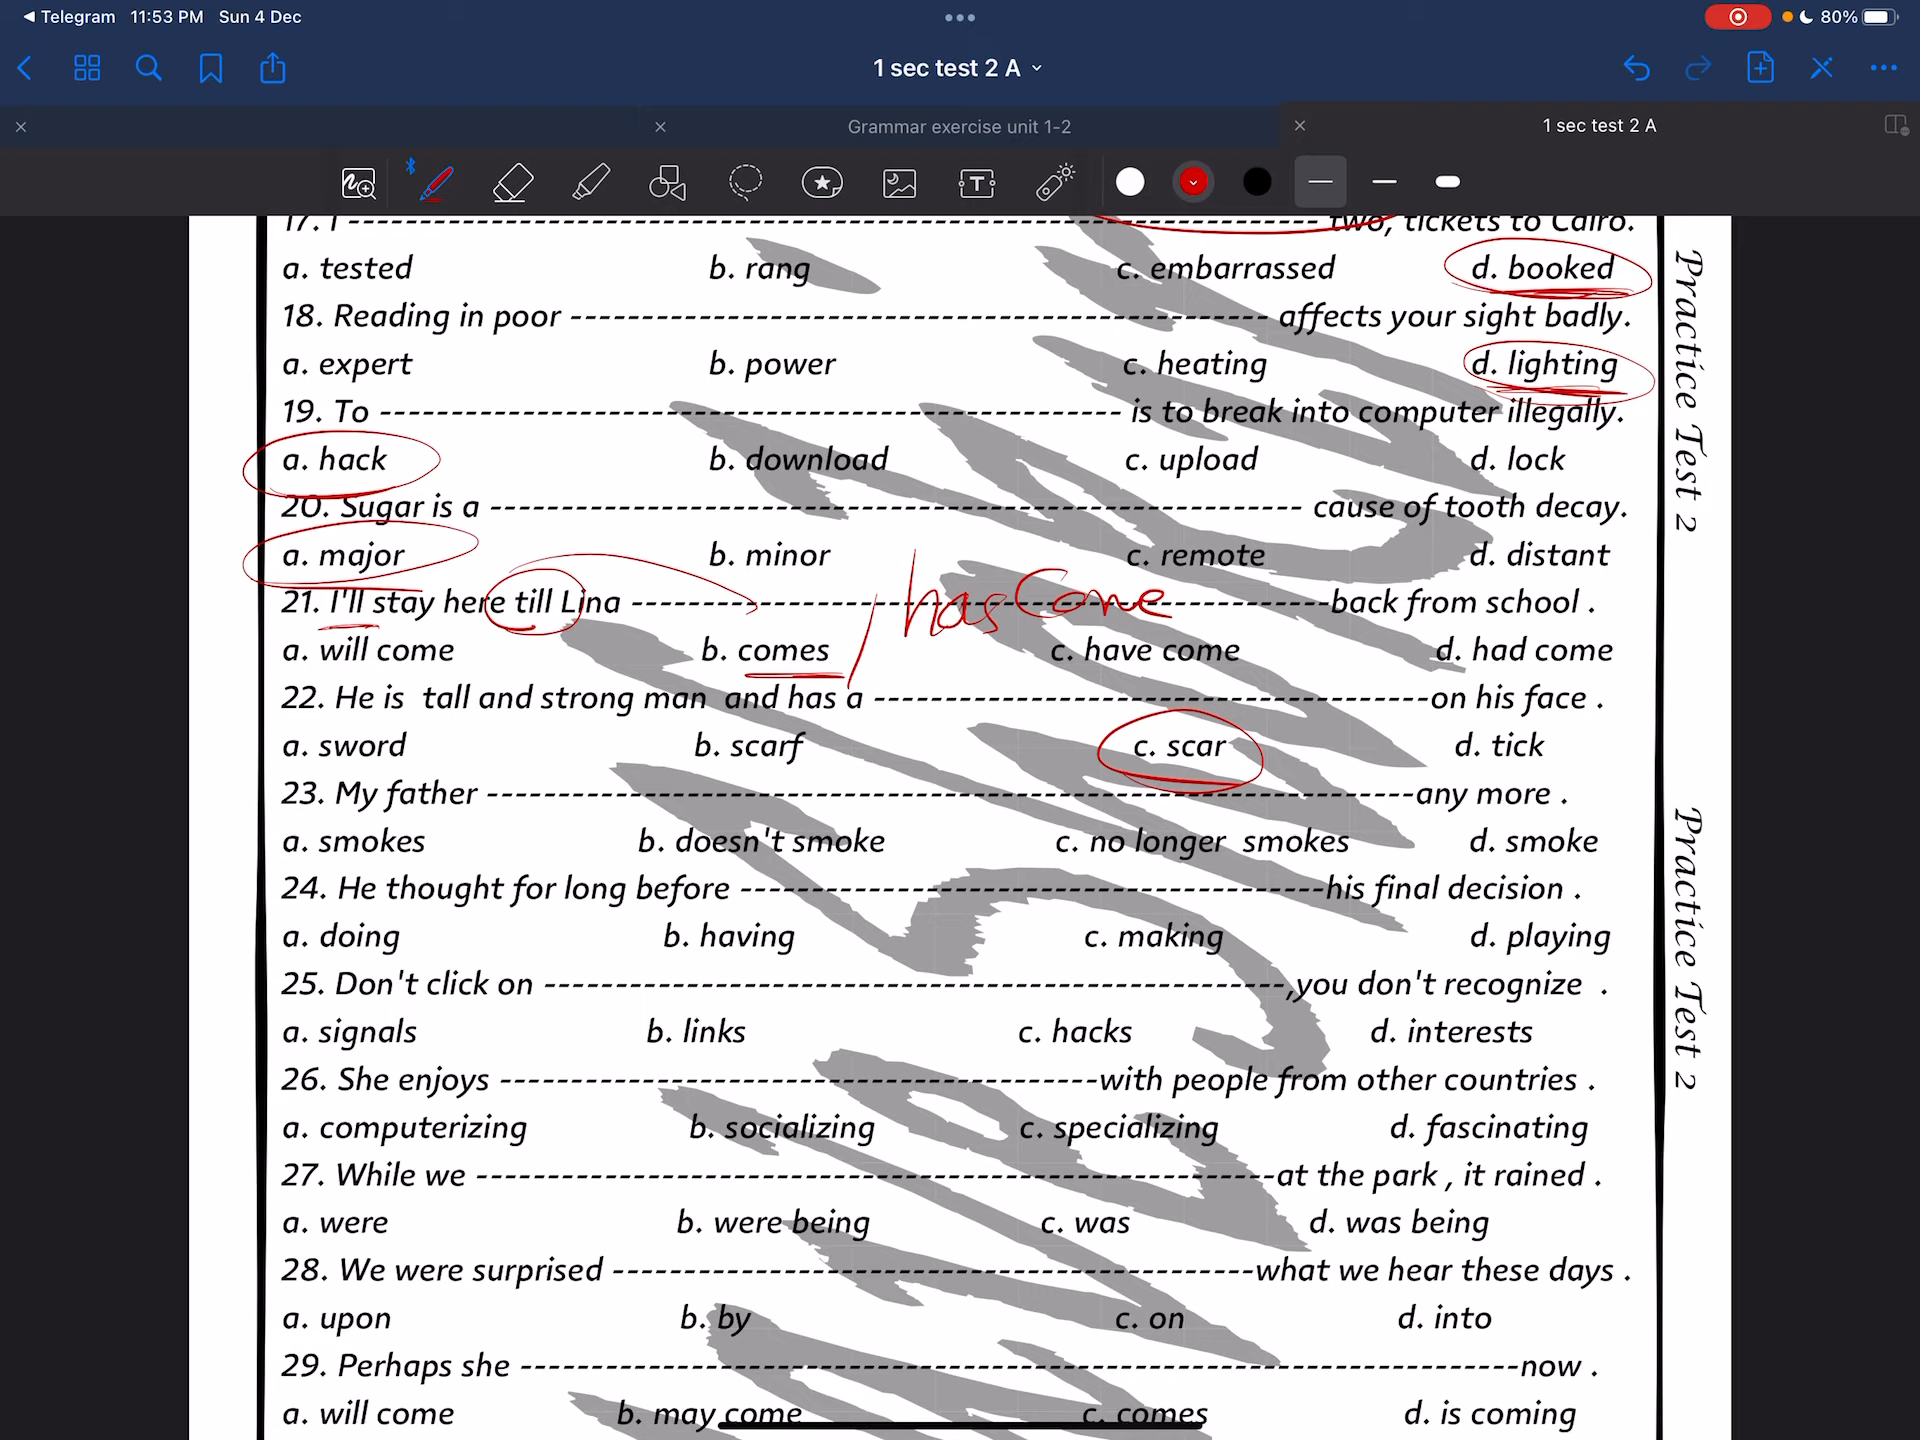 Telegram 11:53 PM Sun 4 Dec 80%
1 sec test 2 A
Grammar exercise unit 1-2 1 sec test 2 A
17. I ---------- two, tickets to Cairo.
a. tested b. rang c. embarrassed d. booked
18. Reading in poor ---------- affects your sight badly.
a. expert b. power c. heating d. lighting
19. To ---------- is to break into computer illegally.
a. hack b. download c. upload d. lock
20. Sugar is a ---------- cause of tooth decay.
a. major b. minor c. remote d. distant
21. I'll stay here till Lina ---------- back from school .
has Come
a. will come b. comes c. have come d. had come
22. He is tall and strong man and has a ---------- on his face .
a. sword b. scarf c. scar d. tick
23. My father ---------- any more .
a. smokes b. doesn't smoke c. no longer smokes d. smoke
24. He thought for long before ---------- his final decision .
a. doing b. having c. making d. playing
25. Don't click on ---------- ,you don't recognize .
a. signals b. links c. hacks d. interests
26. She enjoys ---------- with people from other countries .
a. computerizing b. socializing c. specializing d. fascinating
27. While we ---------- at the park , it rained .
a. were b. were being c. was d. was being
28. We were surprised ---------- what we hear these days .
a. upon b. by c. on d. into
29. Perhaps she ---------- now .
a. will come b. may come c. comes d. is coming
Practice Test 2
Practice Test 2